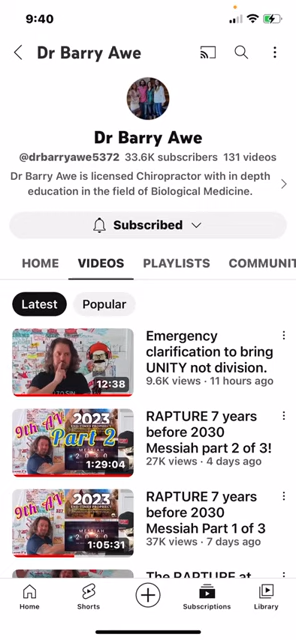 9:40
Dr Barry Awe
Dr Barry Awe
@drbarryawe5372 33.6K subscribers 131 videos
Dr Barry Awe is licensed Chiropractor with in depth
education in the field of Biological Medicine.
Subscribed
HOME VIDEOS PLAYLISTS COMMUNIT
Latest Popular
12:38
Emergency
clarification to bring
UNITY not division.
9.6K views · 11 hours ago
9th AV
2023
Part 2
1:29:04
RAPTURE 7 years
before 2030
Messiah part 2 of 3!
27K views · 4 days ago
9th AV
2023
1:05:31
RAPTURE 7 years
before 2030
Messiah Part 1 of 3
37K views · 7 days ago
The RAPTURE at
Home Shorts Subscriptions Library